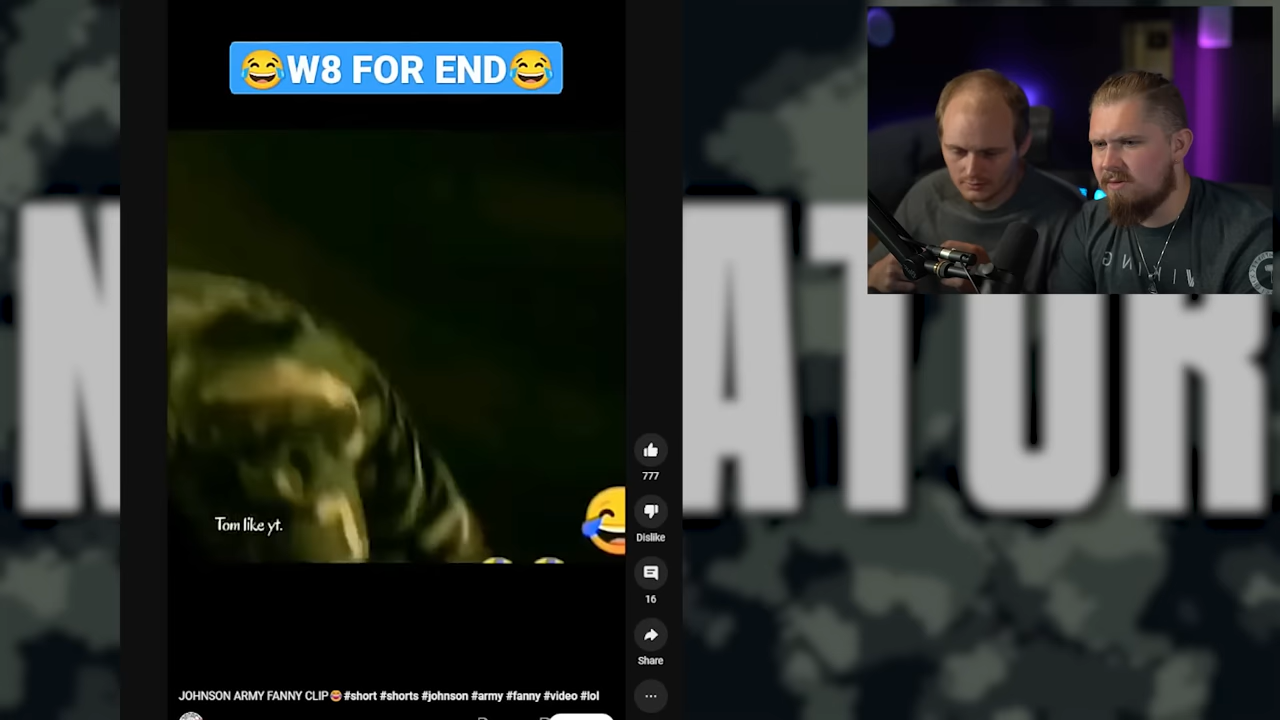 😂W8 FOR END😂
Tom like yt.
777
Dislike
16
Share
JOHNSON ARMY FANNY CLIP😂#short #shorts #johnson #army #fanny #video #lol